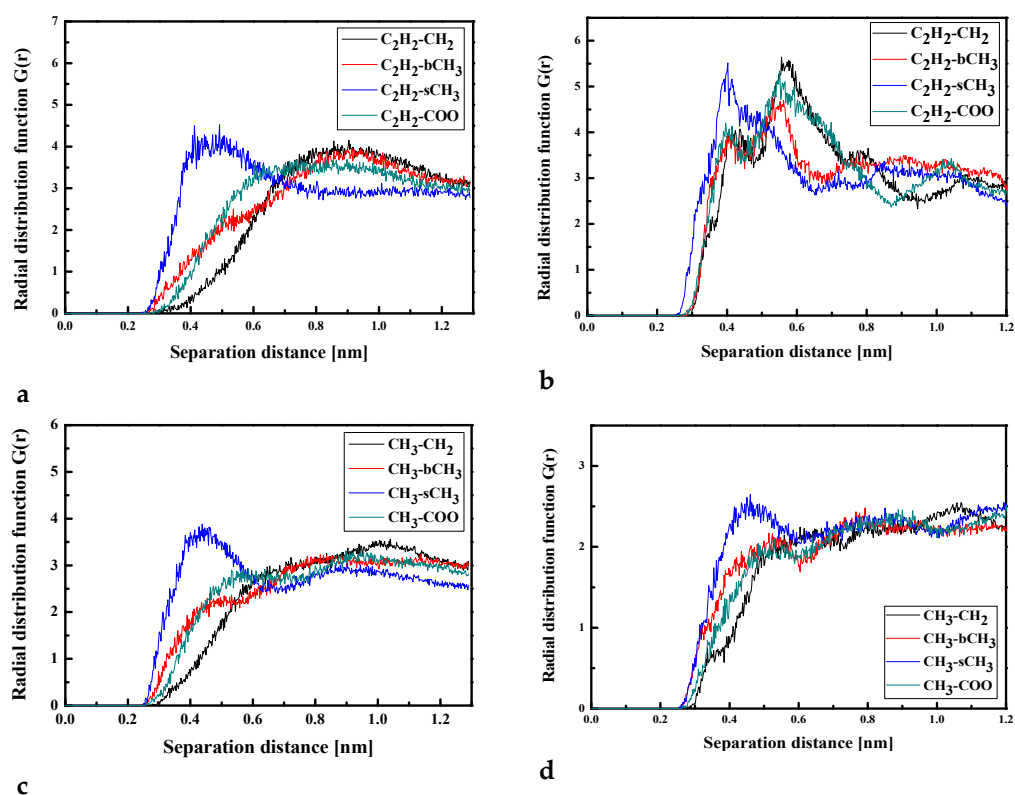 7
6
5
4
3
2
1
0
Radial distribution function G(r)
C₂H₂-CH₂
C₂H₂-bCH₃
C₂H₂-sCH₃
C₂H₂-COO
0.0 0.2 0.4 0.6 0.8 1.0 1.2
Separation distance [nm]
a
6
5
4
3
2
1
0
Radial distribution function G(r)
C₂H₂-CH₂
C₂H₂-bCH₃
C₂H₂-sCH₃
C₂H₂-COO
0.0 0.2 0.4 0.6 0.8 1.0 1.2
Separation distance [nm]
b
6
5
4
3
2
1
0
Radial distribution function G(r)
CH₃-CH₂
CH₃-bCH₃
CH₃-sCH₃
CH₃-COO
0.0 0.2 0.4 0.6 0.8 1.0 1.2
Separation distance [nm]
c
3
2
1
0
Radial distribution function G(r)
CH₃-CH₂
CH₃-bCH₃
CH₃-sCH₃
CH₃-COO
0.0 0.2 0.4 0.6 0.8 1.0 1.2
Separation distance [nm]
d